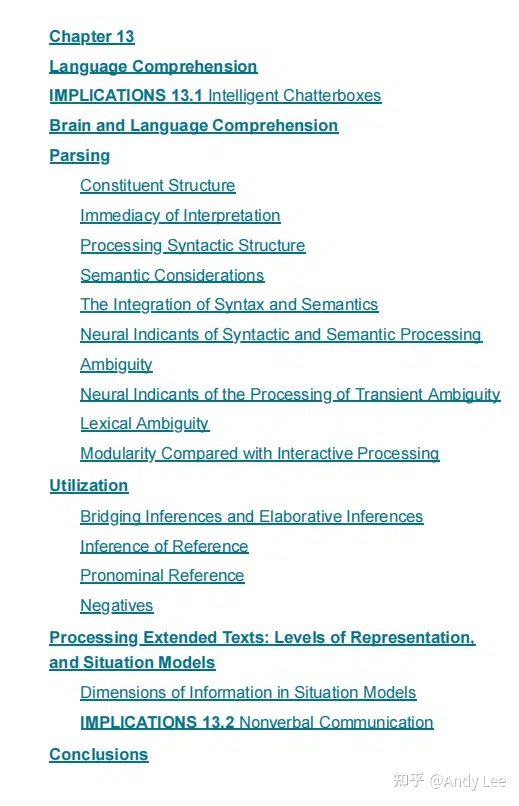 Chapter 13
Language Comprehension
IMPLICATIONS 13.1 Intelligent Chatterboxes
Brain and Language Comprehension
Parsing
Constituent Structure
Immediacy of Interpretation
Processing Syntactic Structure
Semantic Considerations
The Integration of Syntax and Semantics
Neural Indicants of Syntactic and Semantic Processing
Ambiguity
Neural Indicants of the Processing of Transient Ambiguity
Lexical Ambiguity
Modularity Compared with Interactive Processing
Utilization
Bridging Inferences and Elaborative Inferences
Inference of Reference
Pronominal Reference
Negatives
Processing Extended Texts: Levels of Representation,
and Situation Models
Dimensions of Information in Situation Models
IMPLICATIONS 13.2 Nonverbal Communication
Conclusions
知乎 @Andy Lee